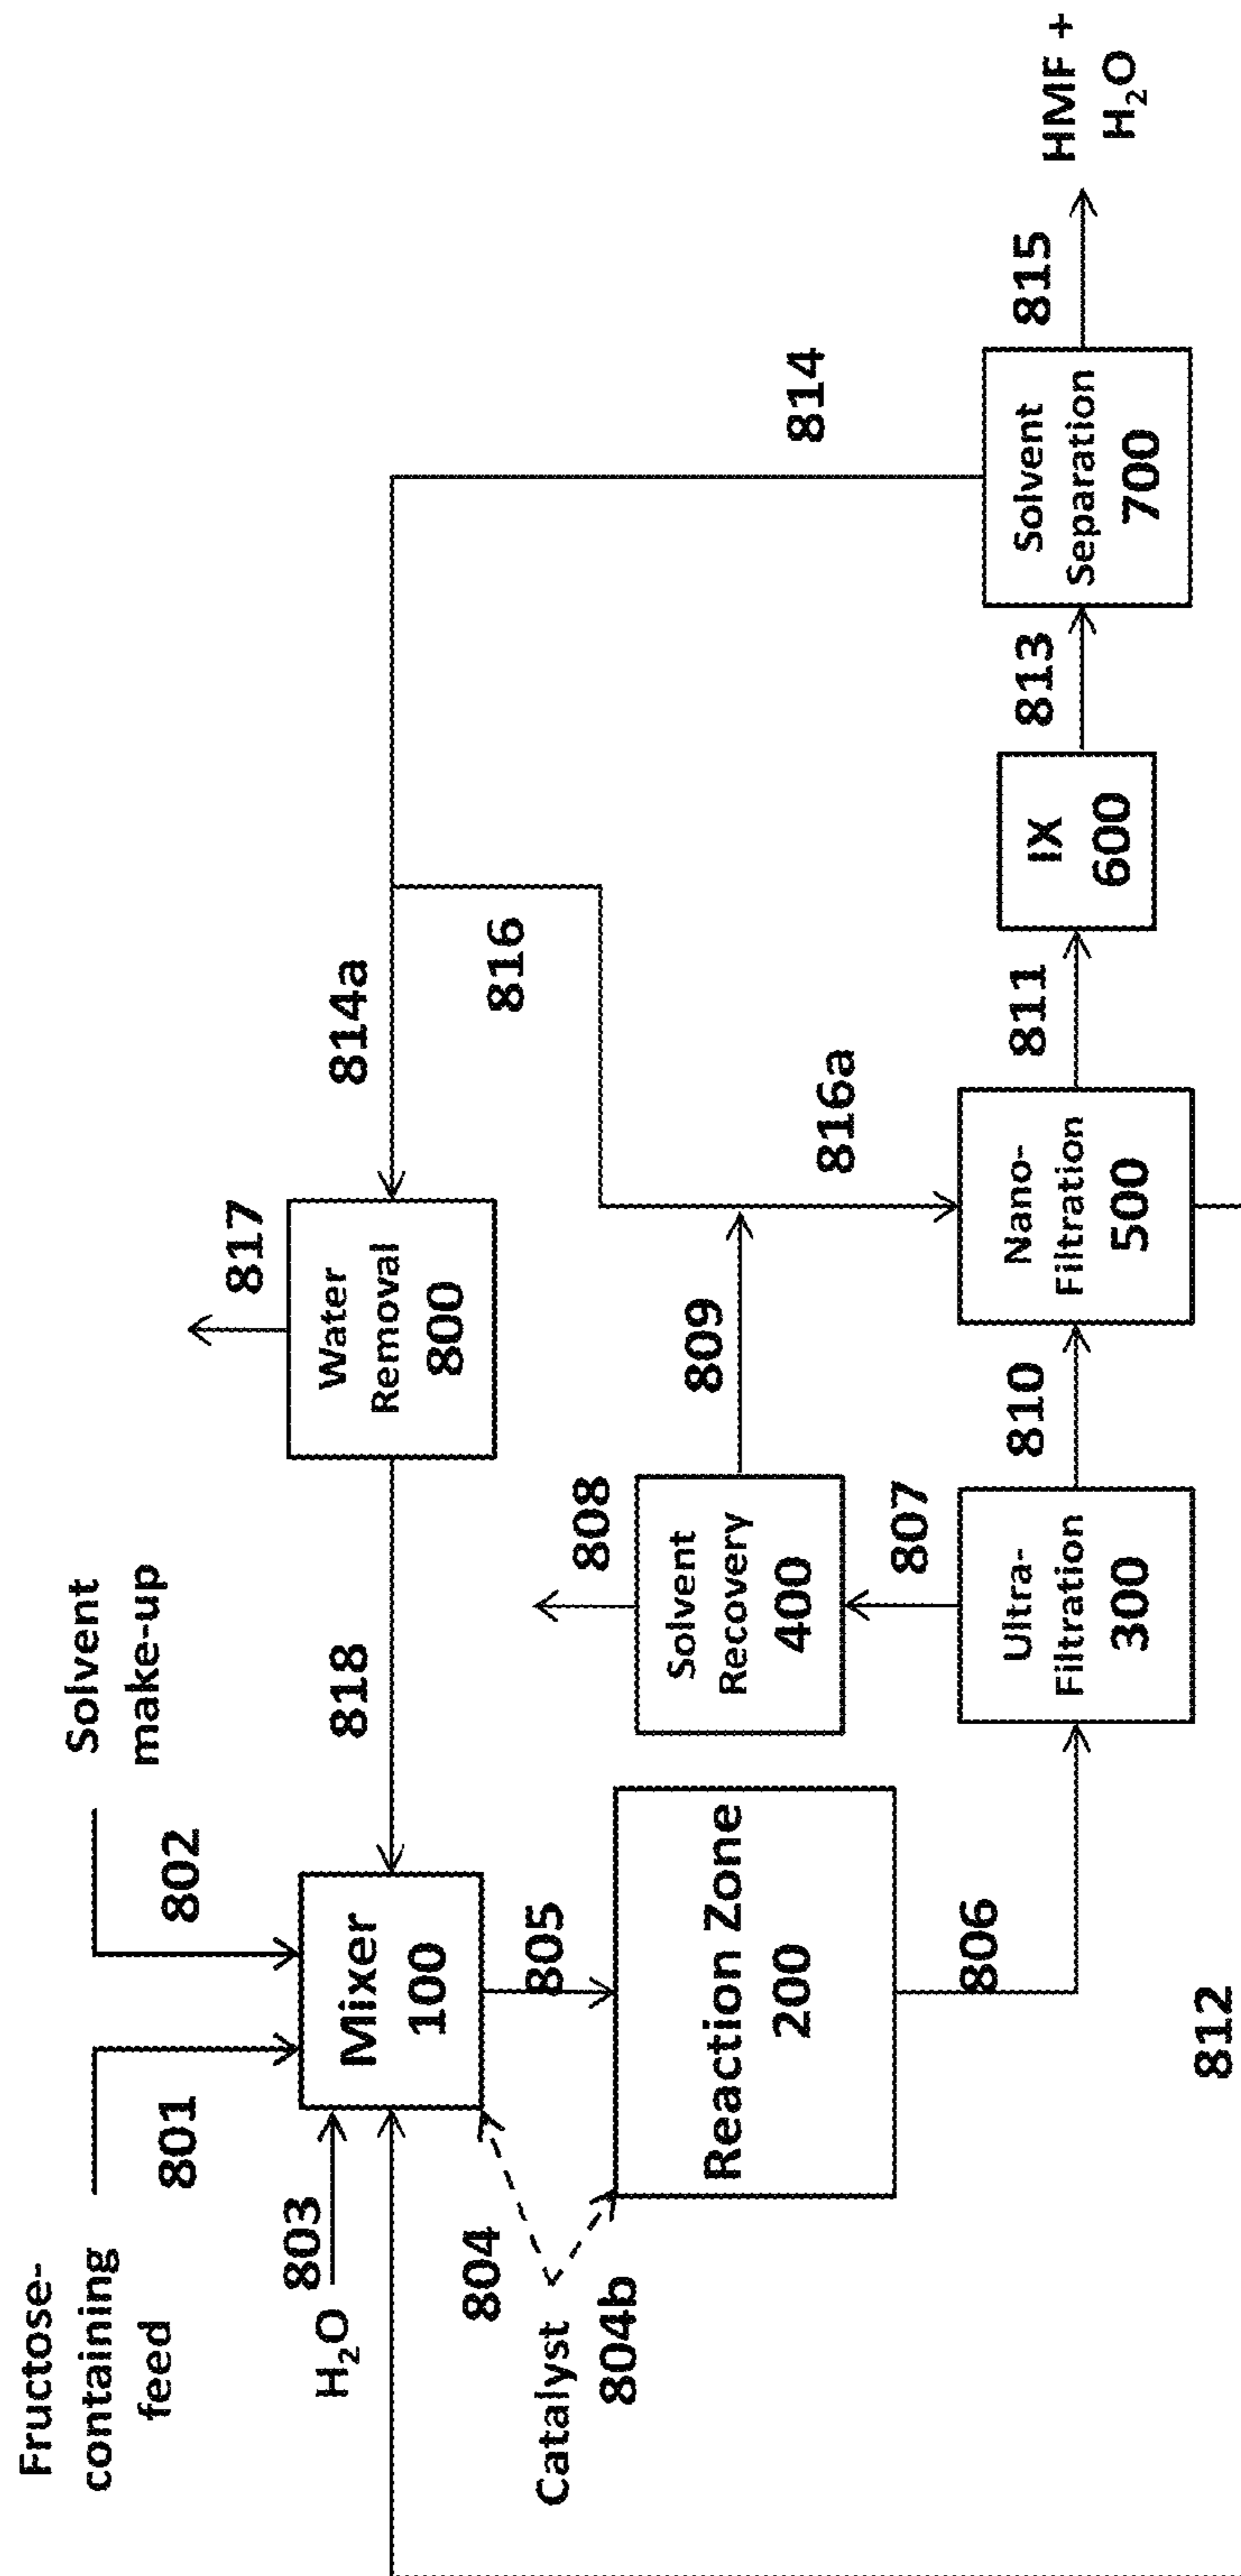 Fructose-
containing
feed
801
Solvent
make-up
802
H₂O
803
Mixer
100
818
Water
Removal
800
817
814a
814
816
Catalyst
804
804b
805
Reaction Zone
200
806
Solvent
Recovery
400
808
809
807
816a
Ultra-
Filtration
300
810
Nano-
Filtration
500
811
IX
600
813
Solvent
Separation
700
815
HMF +
H₂O
812